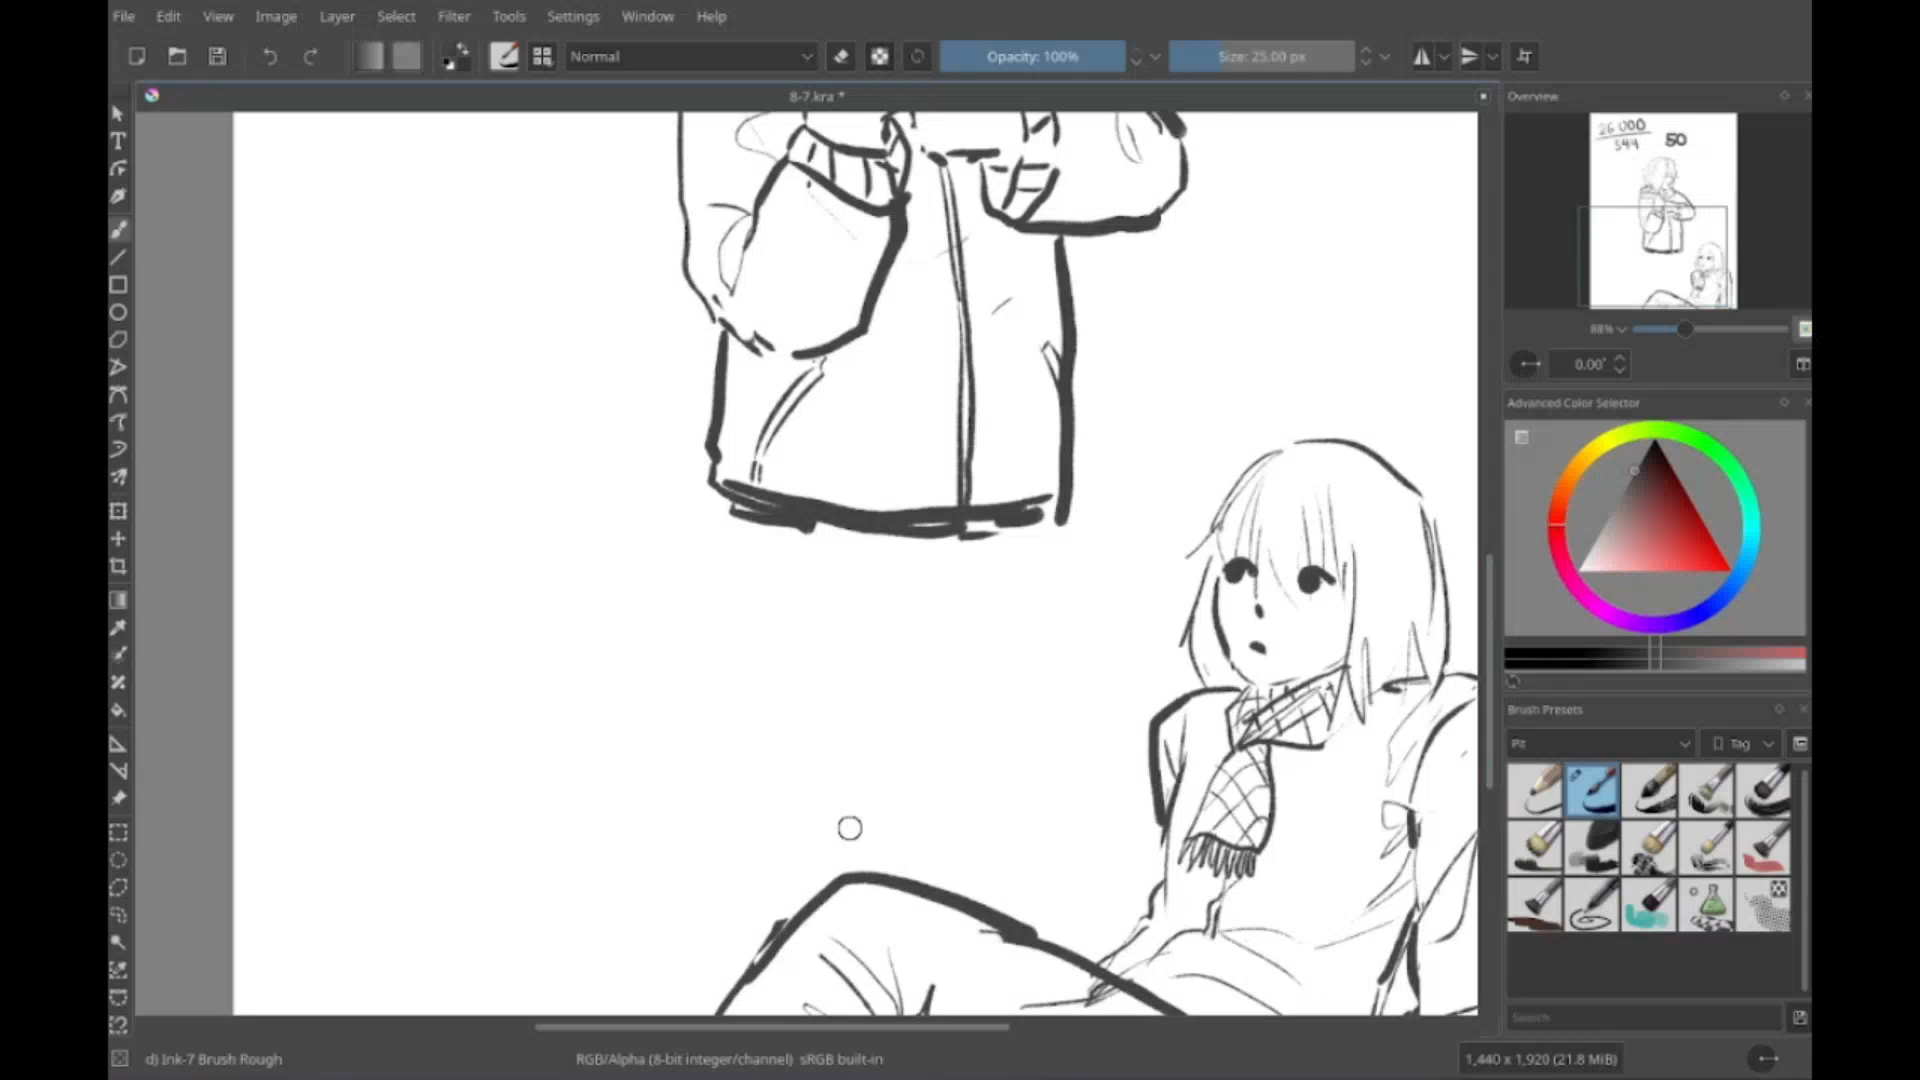 File Edit View Image Layer Select Filter Tools Settings Window Help
Normal
Opacity: 100%
Size: 25.00 px
8-7.kra *
Overview
26 000
544
50
88%
0.00°
Advanced Color Selector
Brush Presets
Tag
Search
d) Ink-7 Brush Rough
RGB/Alpha (8-bit integer/channel) sRGB built-in
1,440 x 1,920 (21.8 MiB)